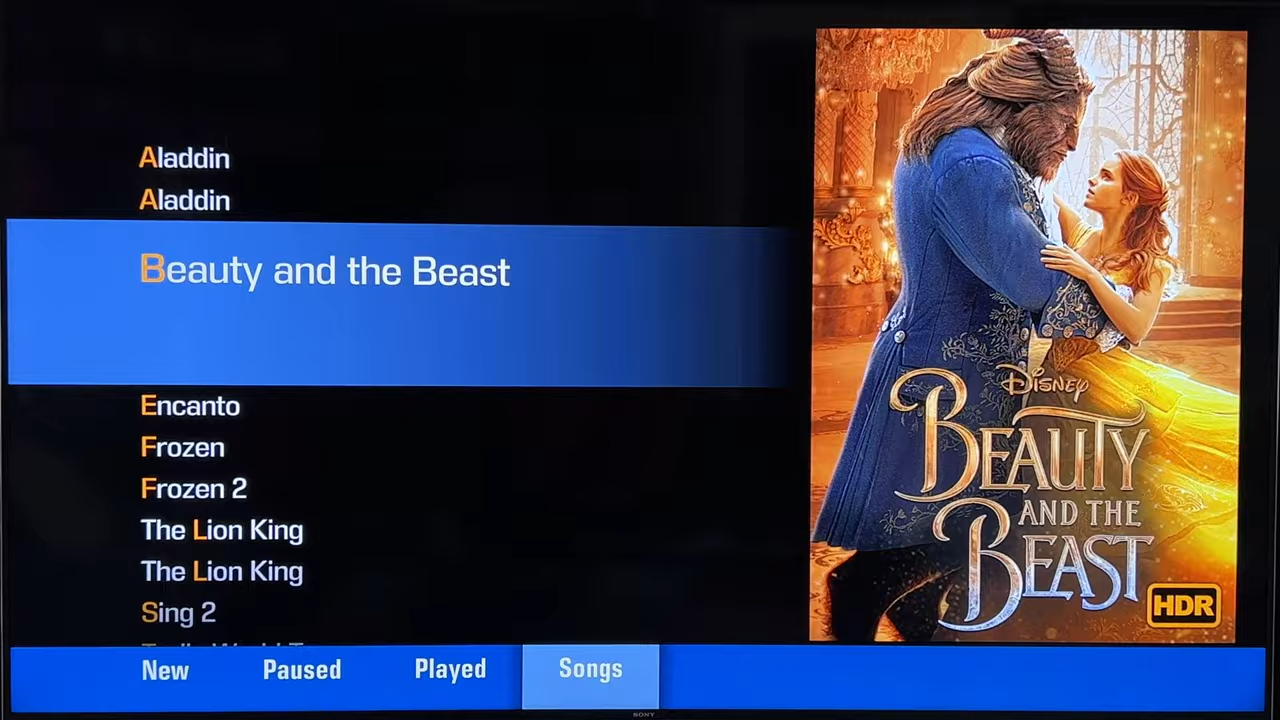 Aladdin
Aladdin
Beauty and the Beast
Encanto
Frozen
Frozen 2
The Lion King
The Lion King
Sing 2
New Paused Played Songs
DISNEY
BEAUTY
AND THE
BEAST
HDR
SONY